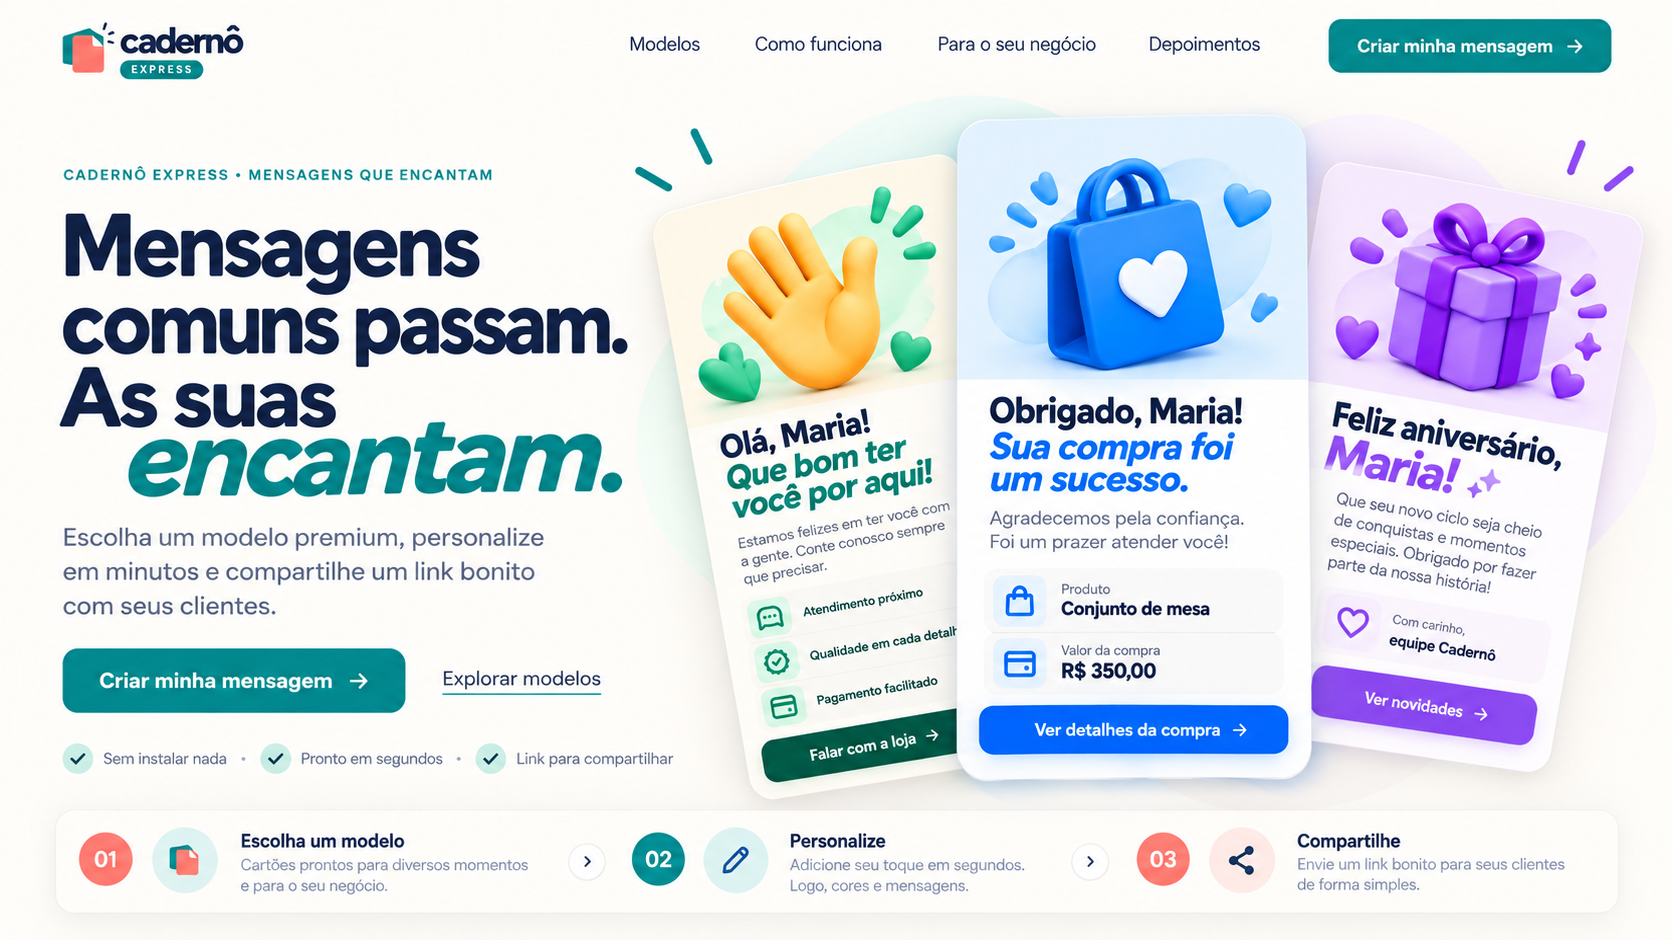 cadernô
EXPRESS
Modelos
Como funciona
Para o seu negócio
Depoimentos
Criar minha mensagem →
CADERNÔ EXPRESS • MENSAGENS QUE ENCANTAM
Mensagens
comuns passam.
As suas
encantam.
Escolha um modelo premium, personalize
em minutos e compartilhe um link bonito
com seus clientes.
Criar minha mensagem →
Explorar modelos
Sem instalar nada • Pronto em segundos • Link para compartilhar
Olá, Maria!
Que bom ter
você por aqui!
Estamos felizes em ter você com
a gente. Conte conosco sempre
que precisar.
Atendimento próximo
Qualidade em cada
Pagamento facilitado
Falar com a loja →
Obrigado, Maria!
Sua compra foi
um sucesso.
Agradecemos pela confiança.
Foi um prazer atender você!
Produto
Conjunto de mesa
Valor da compra
R$ 350,00
Ver detalhes da compra →
Feliz aniversário,
Maria!
Que seu novo ciclo seja cheio
de conquistas e momentos
especiais. Obrigado por fazer
parte da nossa história!
Com carinho,
equipe Cadernô
Ver novidades →
01
Escolha um modelo
Cartões prontos para diversos momentos
e para o seu negócio.
02
Personalize
Adicione seu toque em segundos.
Logo, cores e mensagens.
03
Compartilhe
Envie um link bonito para seus clientes
de forma simples.